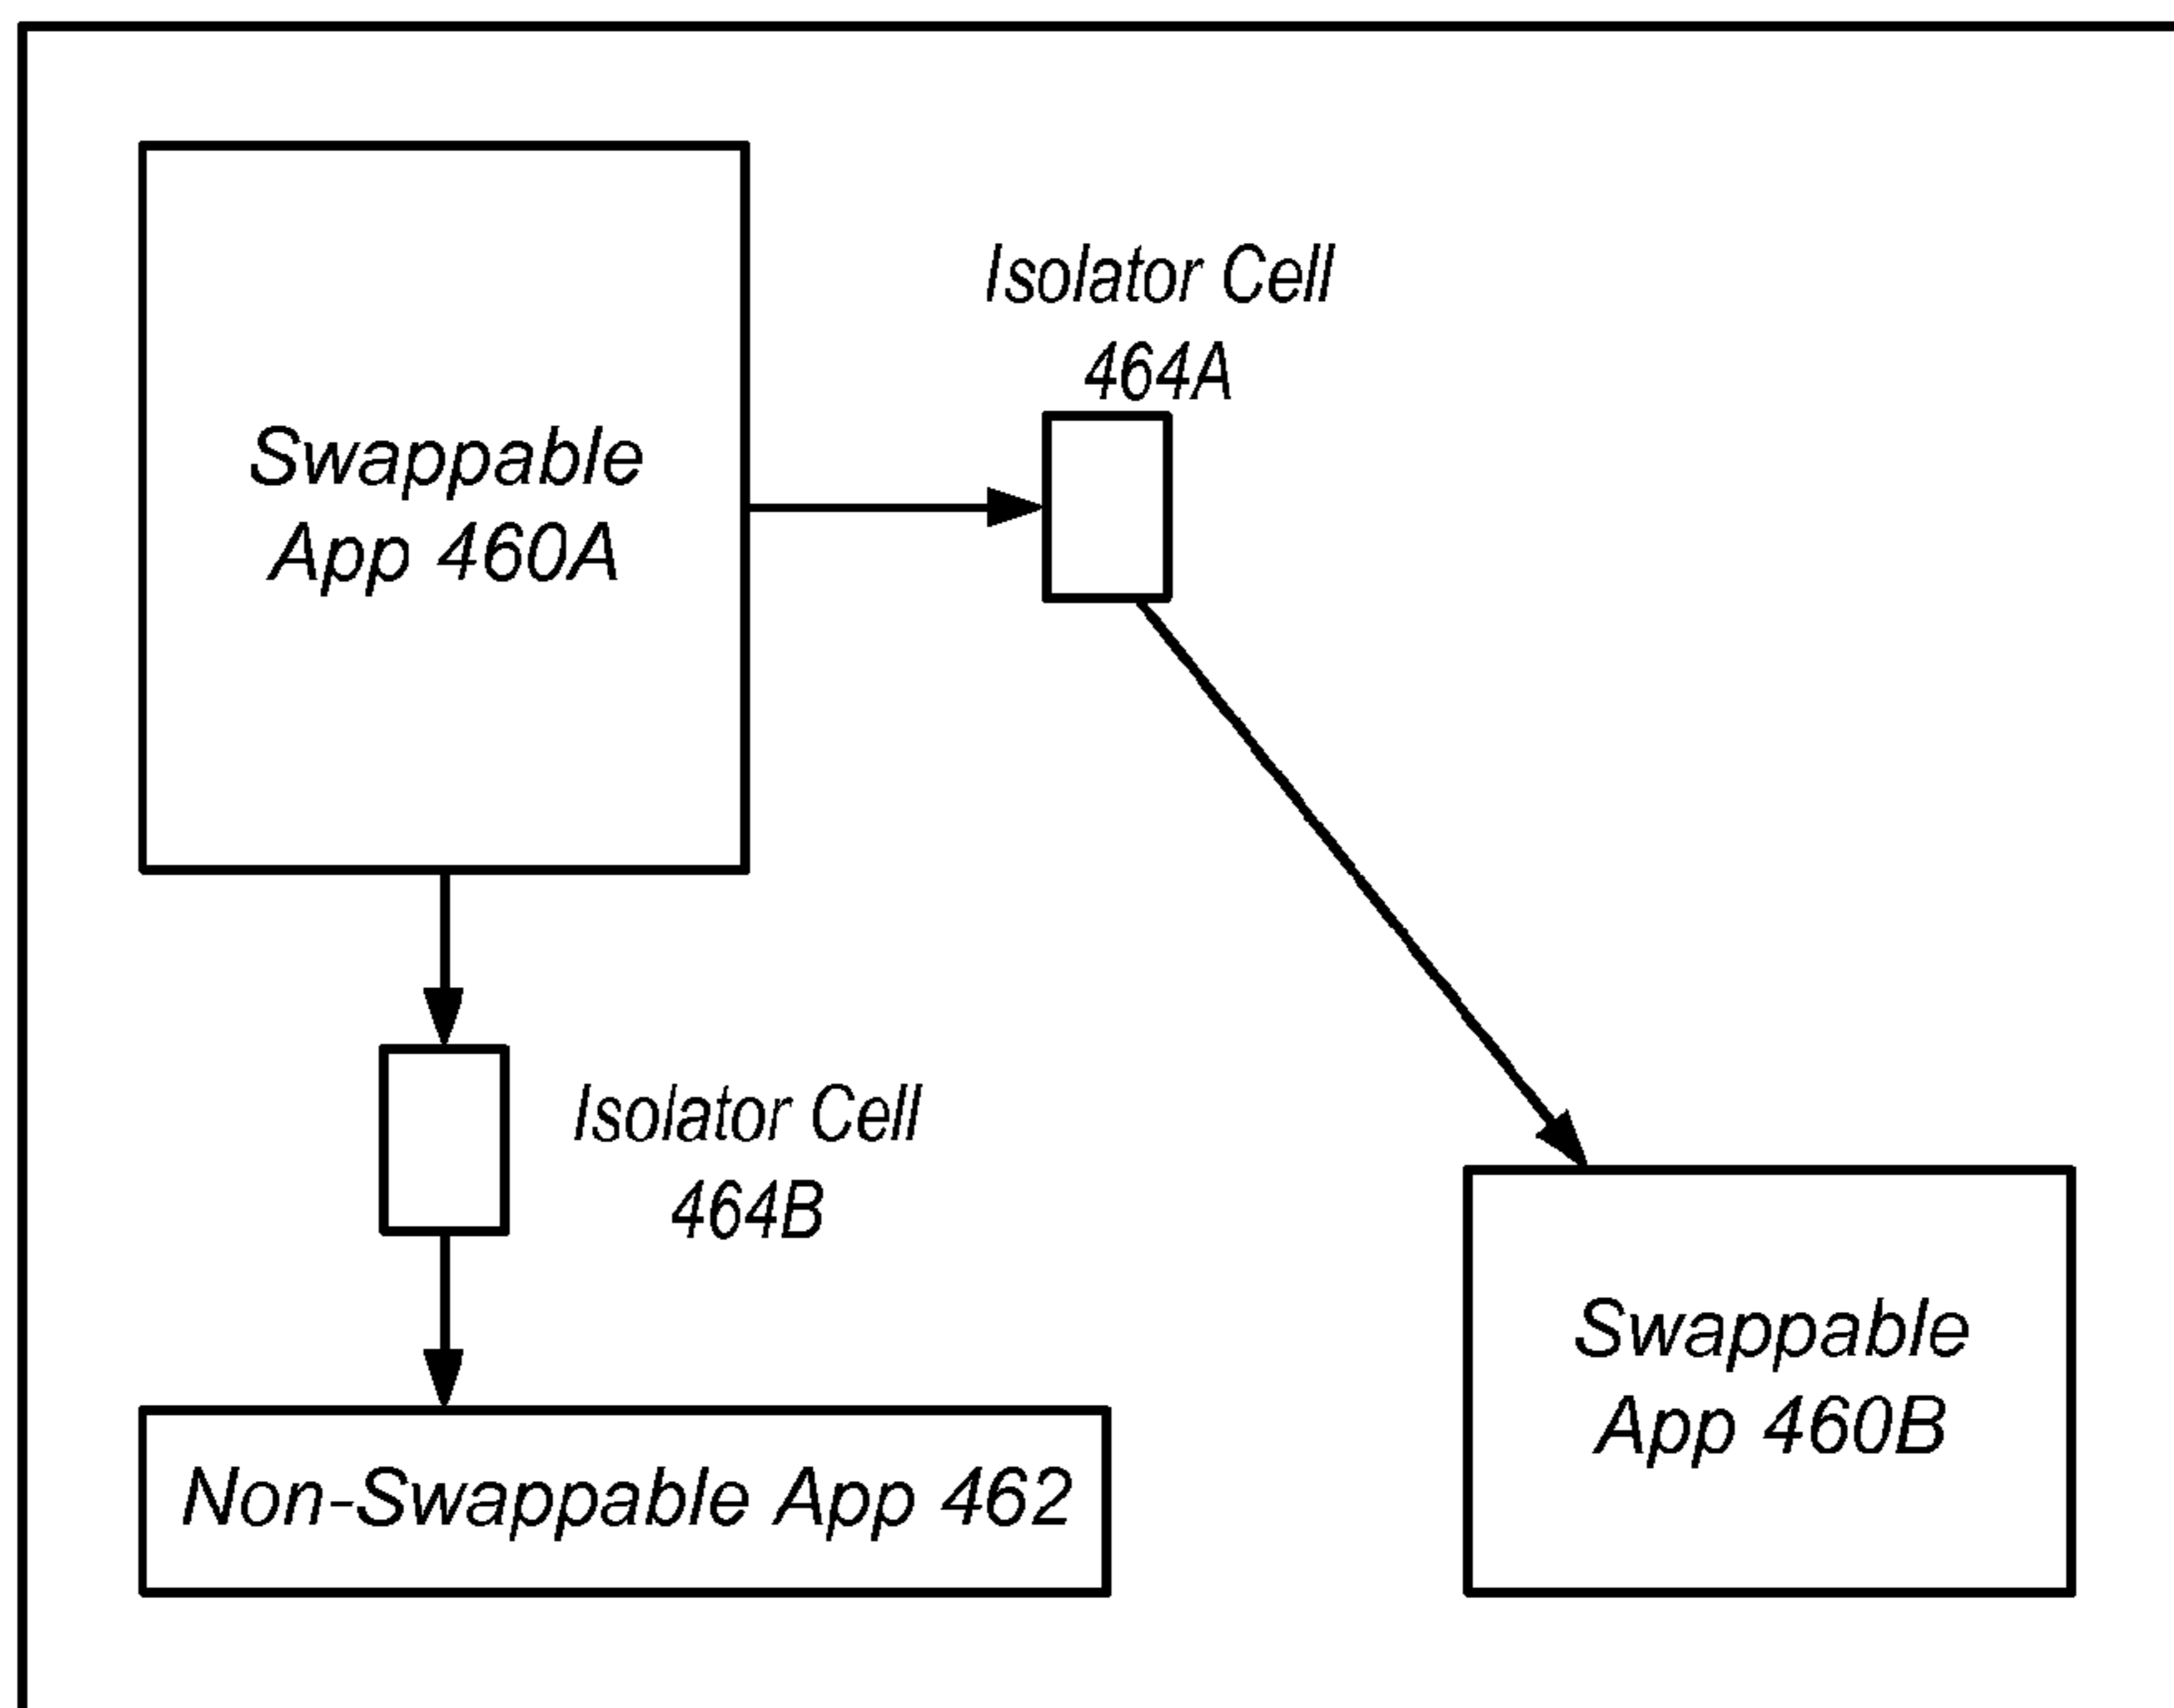 Isolator Cell
464A
Swappable
App 460A
Isolator Cell
464B
Swappable
App 460B
Non-Swappable App 462